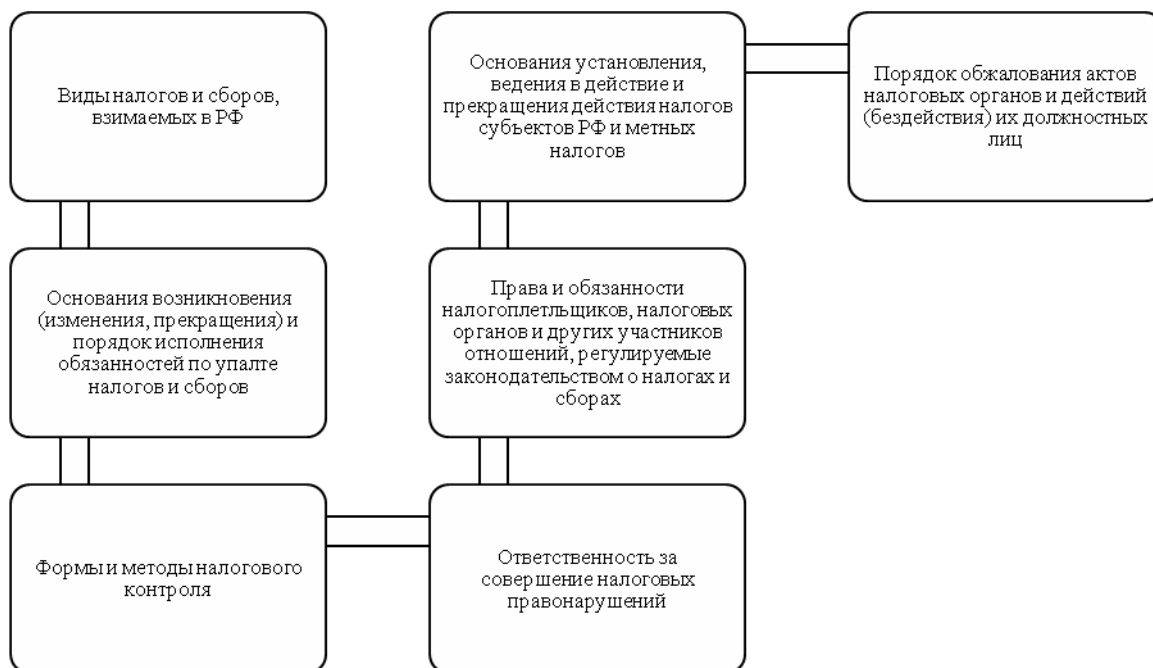 Виды налогов и сборов,
взимаемых в РФ
Основания возникновения
(изменения, прекращения) и
порядок исполнения
обязанностей по упалте
налогов и сборов
Формы и методы налогового
контроля
Ответственность за
совершение налоговых
правонарушений
Права и обязанности
налогоплетльщиков, налоговых
органов и других участников
отношений, регулируемые
законодательством о налогах и
сборах
Основания установления,
ведения в действие и
прекращения действия налогов
субъектов РФ и метных
налогов
Порядок обжалования актов
налоговых органов и действий
(бездействия) их должностных
лиц